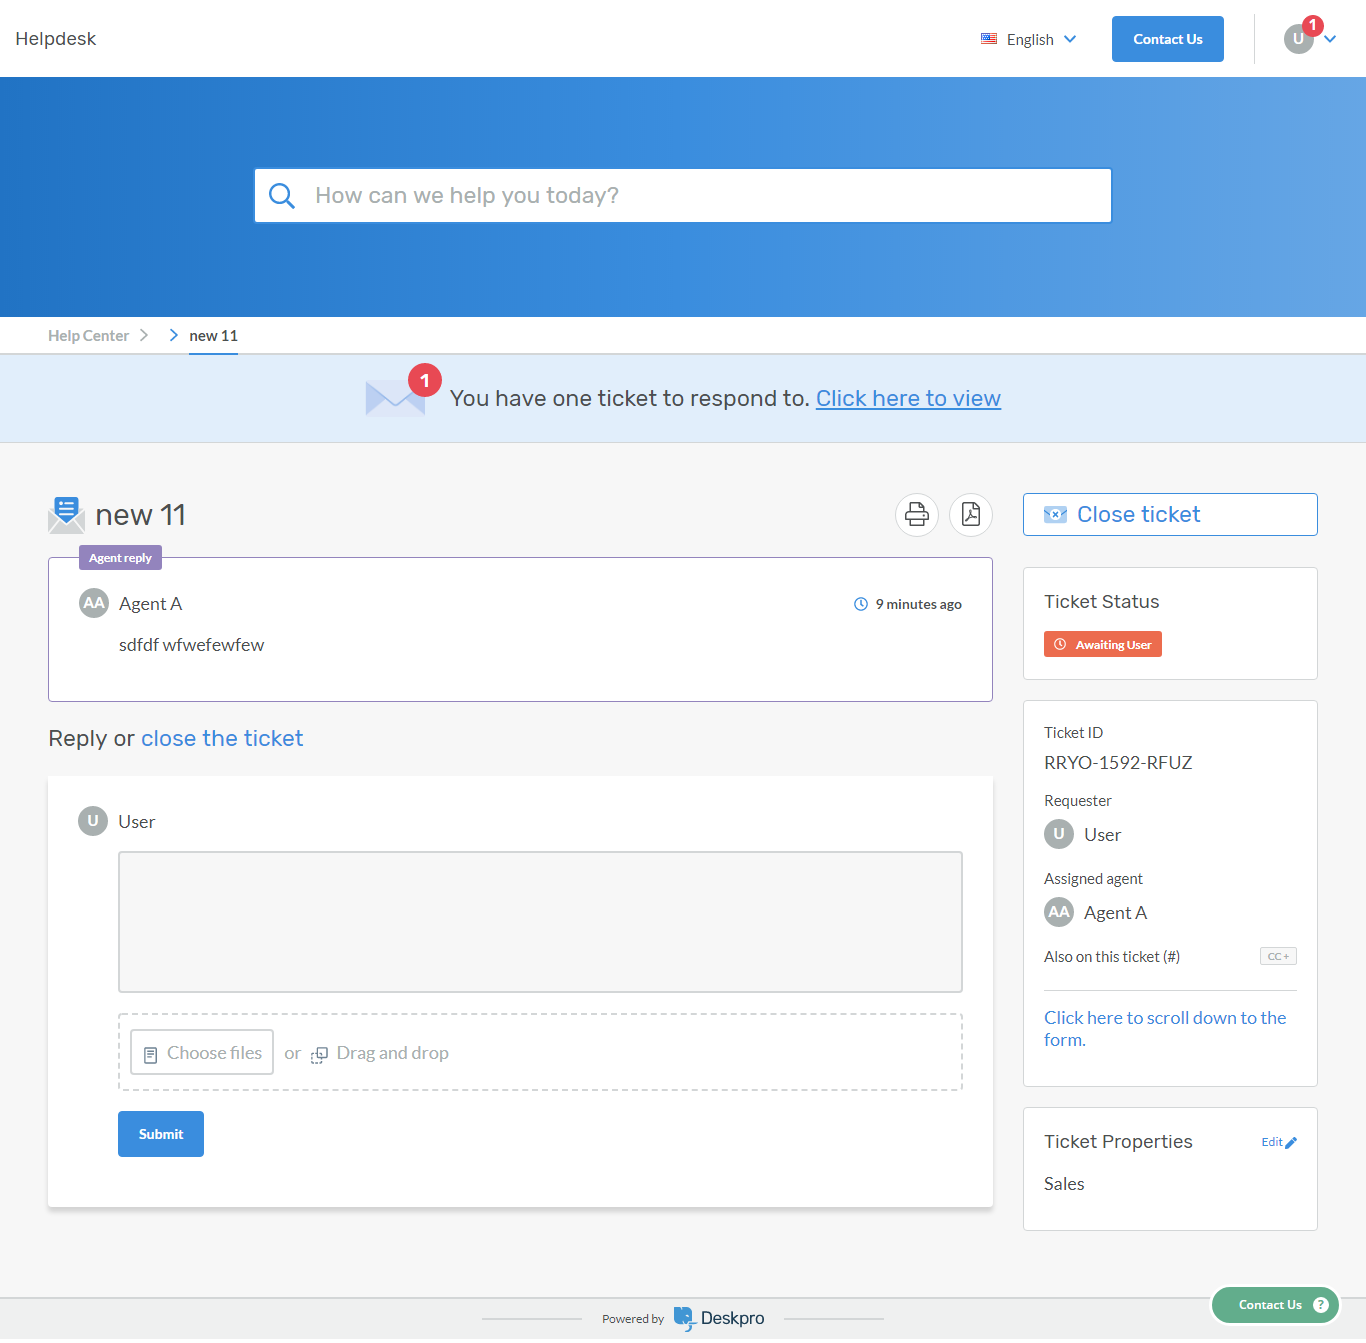 Helpdesk
English
Contact Us
U
1
How can we help you today?
Help Center
new 11
1
You have one ticket to respond to. Click here to view
new 11
Agent reply
AA
Agent A
9 minutes ago
sdfdf wfwefewfew
Reply or close the ticket
U
User
Choose files or Drag and drop
Submit
Close ticket
Ticket Status
Awaiting User
Ticket ID
RRYO-1592-RFUZ
Requester
U
User
Assigned agent
AA
Agent A
Also on this ticket (#)
CC +
Click here to scroll down to the
form.
Ticket Properties
Edit
Sales
Contact Us ?
Powered by Deskpro